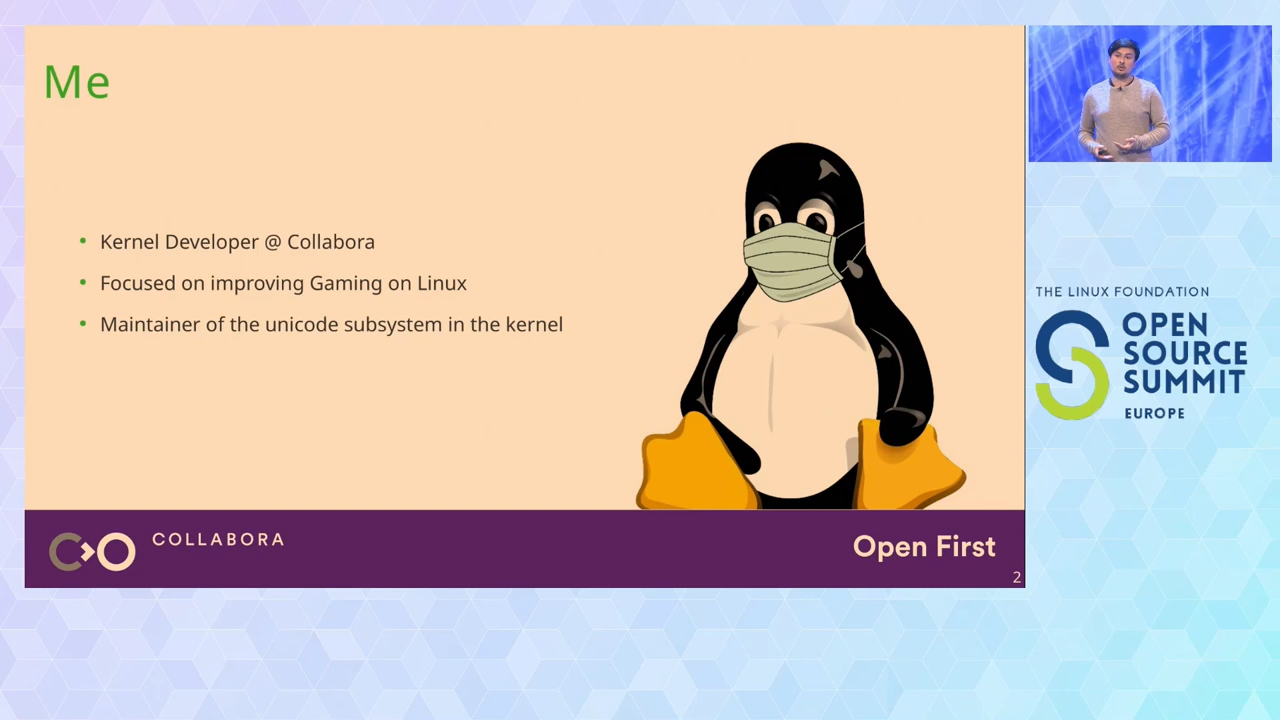 Me
• Kernel Developer @ Collabora
• Focused on improving Gaming on Linux
• Maintainer of the unicode subsystem in the kernel
COLLABORA
Open First
2
THE LINUX FOUNDATION
OPEN
SOURCE
SUMMIT
EUROPE